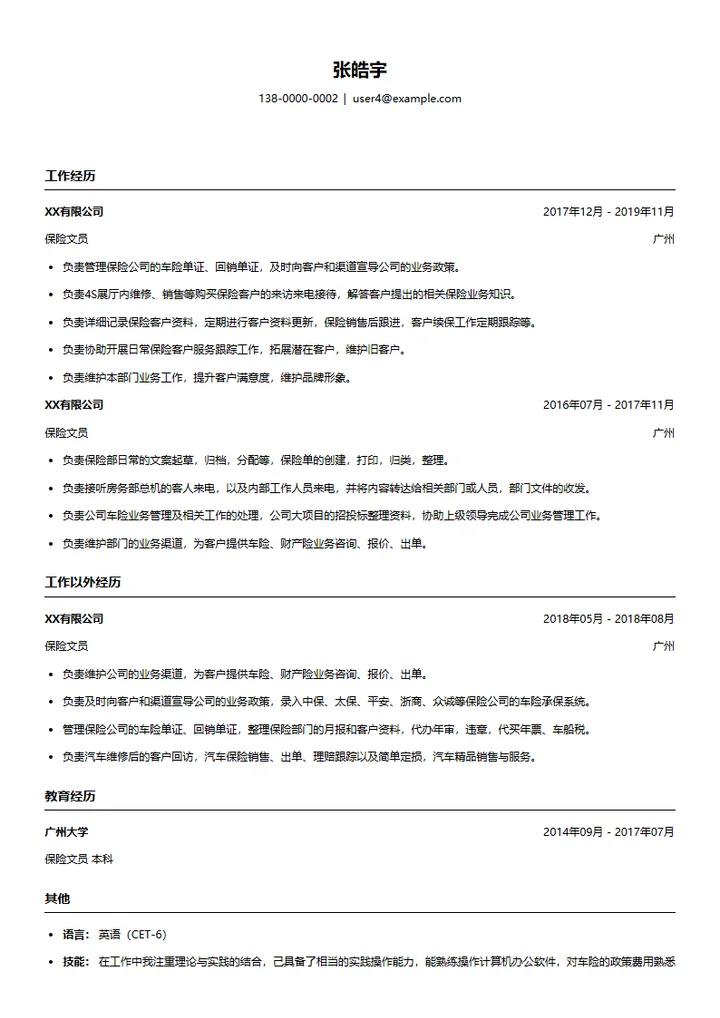 张皓宇
138-0000-0002 | user4@example.com
工作经历
XX有限公司 2017年12月 - 2019年11月
保险文员 广州
• 负责管理保险公司的车险单证、回销单证，及时向客户和渠道宣导公司的业务政策。
• 负责4S展厅内维修、销售等购买保险客户的来访来电接待，解答客户提出的相关保险业务知识。
• 负责详细记录保险客户资料，定期进行客户资料更新，保险销售后跟进，客户续保工作定期跟踪等。
• 负责协助开展日常保险客户服务跟踪工作，拓展潜在客户，维护旧客户。
• 负责维护本部门业务工作，提升客户满意度，维护品牌形象。
XX有限公司 2016年07月 - 2017年11月
保险文员 广州
• 负责保险部日常的文案起草，归档，分配等，保险单的创建，打印，归类，整理。
• 负责接听房务部总机的客人来电，以及内部工作人员来电，并将内容转达给相关部门或人员，部门文件的收发。
• 负责公司车险业务管理及相关工作的处理，公司大项目的招投标整理资料，协助上级领导完成公司业务管理工作。
• 负责维护部门的业务渠道，为客户提供车险、财产险业务咨询、报价、出单。
工作以外经历
XX有限公司 2018年05月 - 2018年08月
保险文员 广州
• 负责维护公司的业务渠道，为客户提供车险、财产险业务咨询、报价、出单。
• 负责及时向客户和渠道宣导公司的业务政策，录入中保、太保、平安、浙商、众诚等保险公司的车险承保系统。
• 管理保险公司的车险单证、回销单证，整理保险部门的月报和客户资料，代办年审，违章，代买年票、车船税。
• 负责汽车维修后的客户回访，汽车保险销售、出单、理赔跟踪以及简单定损，汽车精品销售与服务。
教育经历
广州大学 2014年09月 - 2017年07月
保险文员 本科
其他
• 语言： 英语（CET-6）
• 技能： 在工作中我注重理论与实践的结合，己具备了相当的实践操作能力，能熟练操作计算机办公软件，对车险的政策费用熟悉